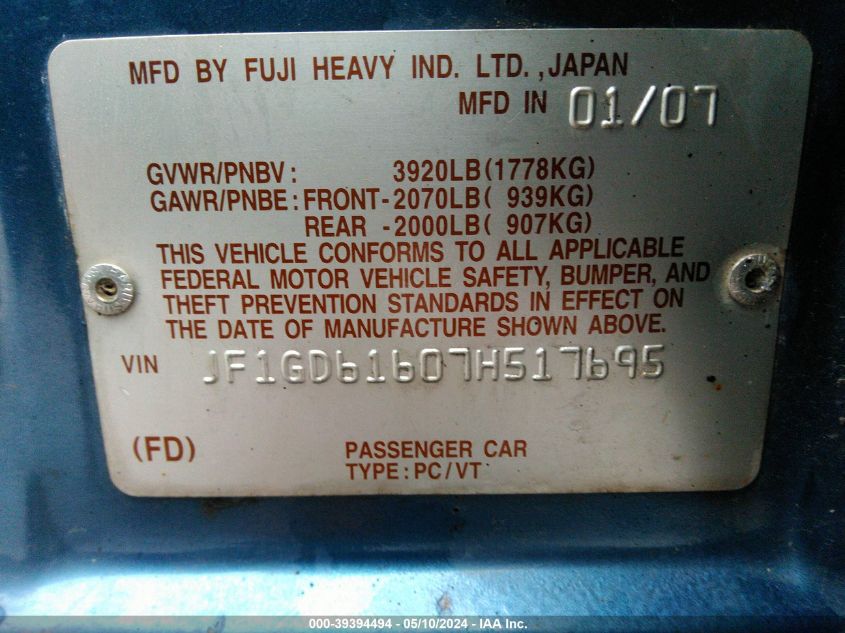 MFD BY FUJI HEAVY IND. LTD., JAPAN
MFD IN 01/07
GVWR/PNBV: 3920LB(1778KG)
GAWR/PNBE: FRONT-2070LB( 939KG)
REAR -2000LB( 907KG)
THIS VEHICLE CONFORMS TO ALL APPLICABLE
FEDERAL MOTOR VEHICLE SAFETY, BUMPER, AND
THEFT PREVENTION STANDARDS IN EFFECT ON
THE DATE OF MANUFACTURE SHOWN ABOVE.
VIN JF1GD61607H517695
(FD) PASSENGER CAR
TYPE: PC/VT
000-39394494 - 05/10/2024 - IAA Inc.